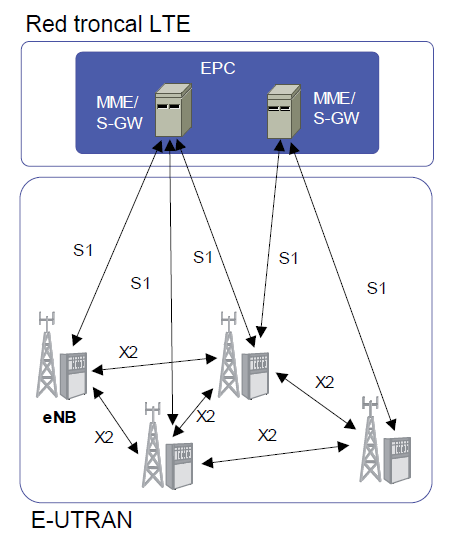 Red troncal LTE
EPC
MME/
S-GW
MME/
S-GW
S1
S1
S1
S1
S1
X2
X2
X2
X2
X2
eNB
E-UTRAN